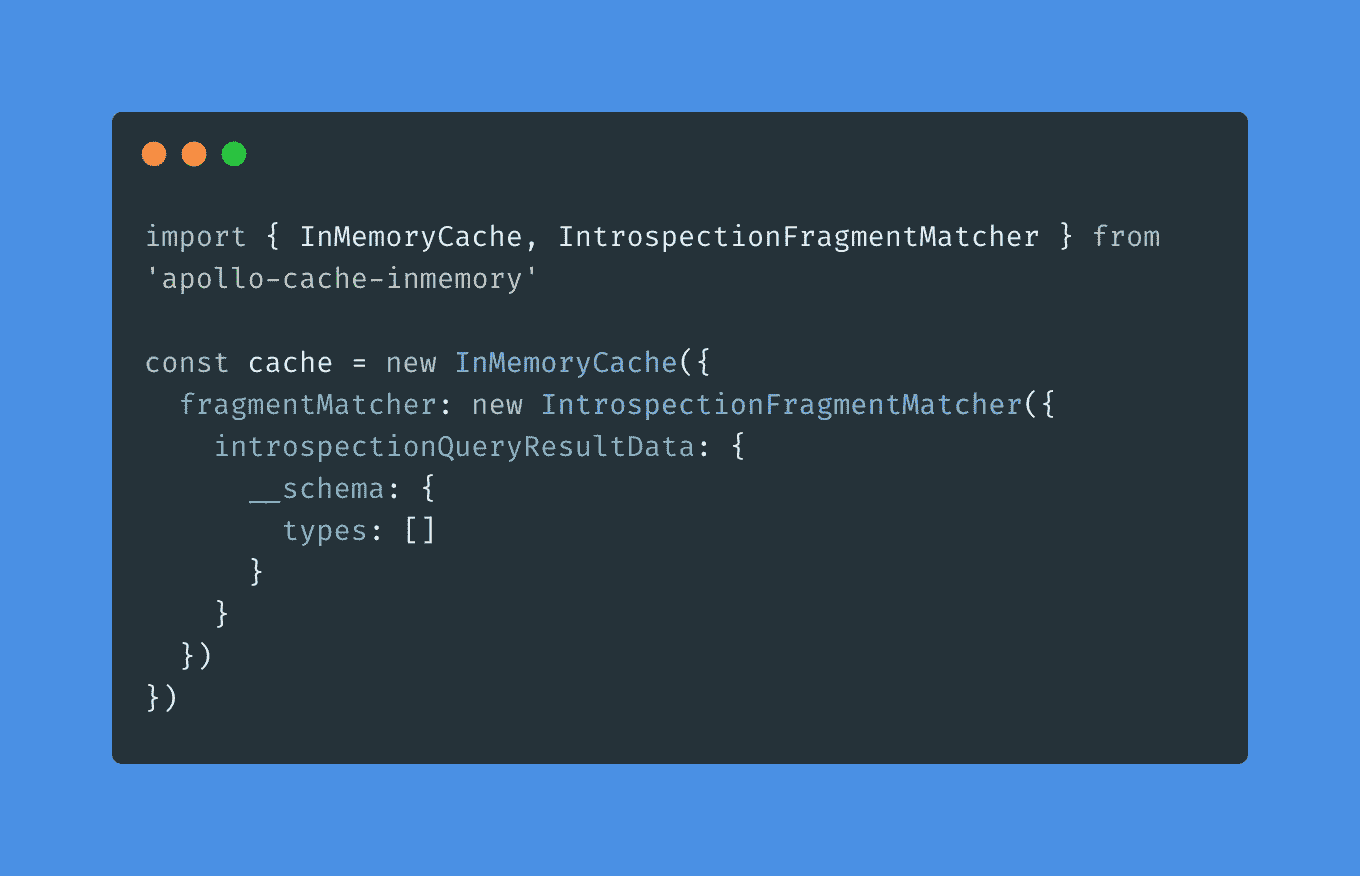 import { InMemoryCache, IntrospectionFragmentMatcher } from
'apollo-cache-inmemory'

const cache = new InMemoryCache({
  fragmentMatcher: new IntrospectionFragmentMatcher({
    introspectionQueryResultData: {
      __schema: {
        types: []
      }
    }
  })
})